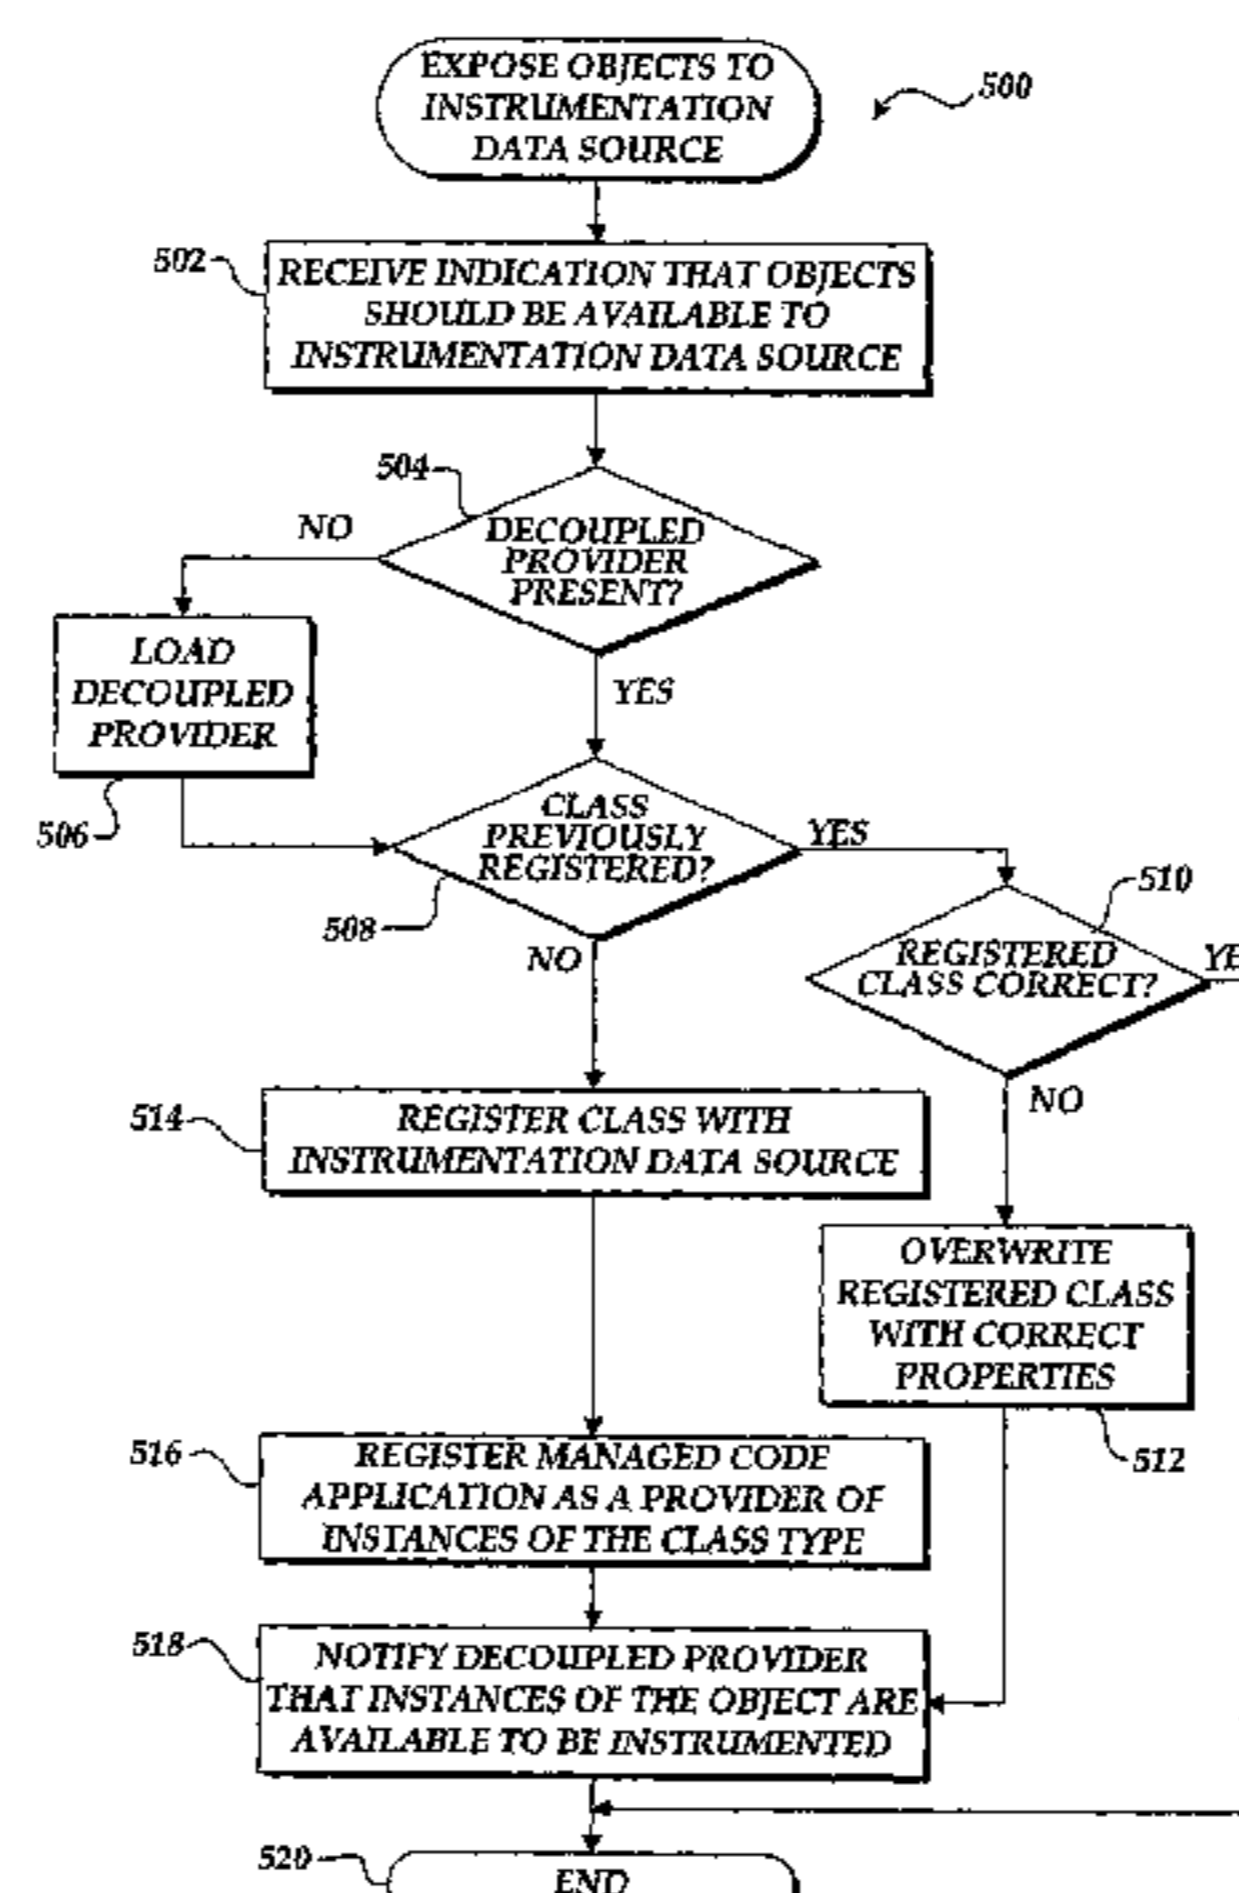 EXPOSE OBJECTS TO
INSTRUMENTATION
DATA SOURCE
500
502
RECEIVE INDICATION THAT OBJECTS
SHOULD BE AVAILABLE TO
INSTRUMENTATION DATA SOURCE
504
NO
DECOUPLED
PROVIDER
PRESENT?
LOAD
DECOUPLED
PROVIDER
YES
506
CLASS
PREVIOUSLY
REGISTERED?
YES
508
510
NO
REGISTERED
CLASS CORRECT?
YE
514
REGISTER CLASS WITH
INSTRUMENTATION DATA SOURCE
NO
OVERWRITE
REGISTERED CLASS
WITH CORRECT
PROPERTIES
512
516
REGISTER MANAGED CODE
APPLICATION AS A PROVIDER OF
INSTANCES OF THE CLASS TYPE
518
NOTIFY DECOUPLED PROVIDER
THAT INSTANCES OF THE OBJECT ARE
AVAILABLE TO BE INSTRUMENTED
520
END